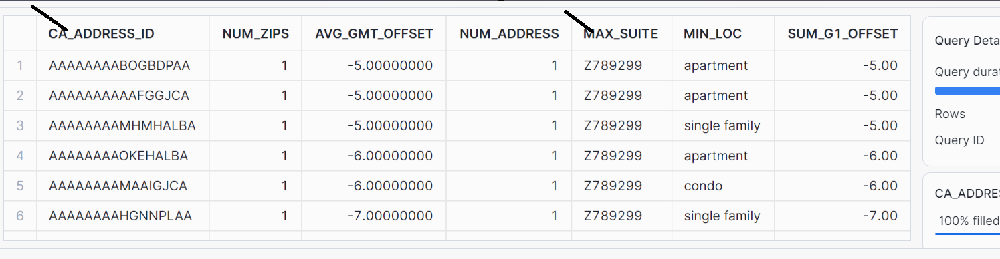 CA_ADDRESS_ID NUM_ZIPS AVG_GMT_OFFSET NUM_ADDRESS MAX_SUITE MIN_LOC SUM_G1_OFFSET
1 AAAAAAAABOGBDPAA 1 -5.00000000 1 Z789299 apartment -5.00
2 AAAAAAAAAAFGGJCA 1 -5.00000000 1 Z789299 apartment -5.00
3 AAAAAAAAMHMHALBA 1 -5.00000000 1 Z789299 single family -5.00
4 AAAAAAAAOKEHALBA 1 -6.00000000 1 Z789299 apartment -6.00
5 AAAAAAAAMAAIGJCA 1 -6.00000000 1 Z789299 condo -6.00
6 AAAAAAAAHGNNPLAA 1 -7.00000000 1 Z789299 single family -7.00
Query Deta
Query durat
Rows
Query ID
CA_ADDRES
100% filled